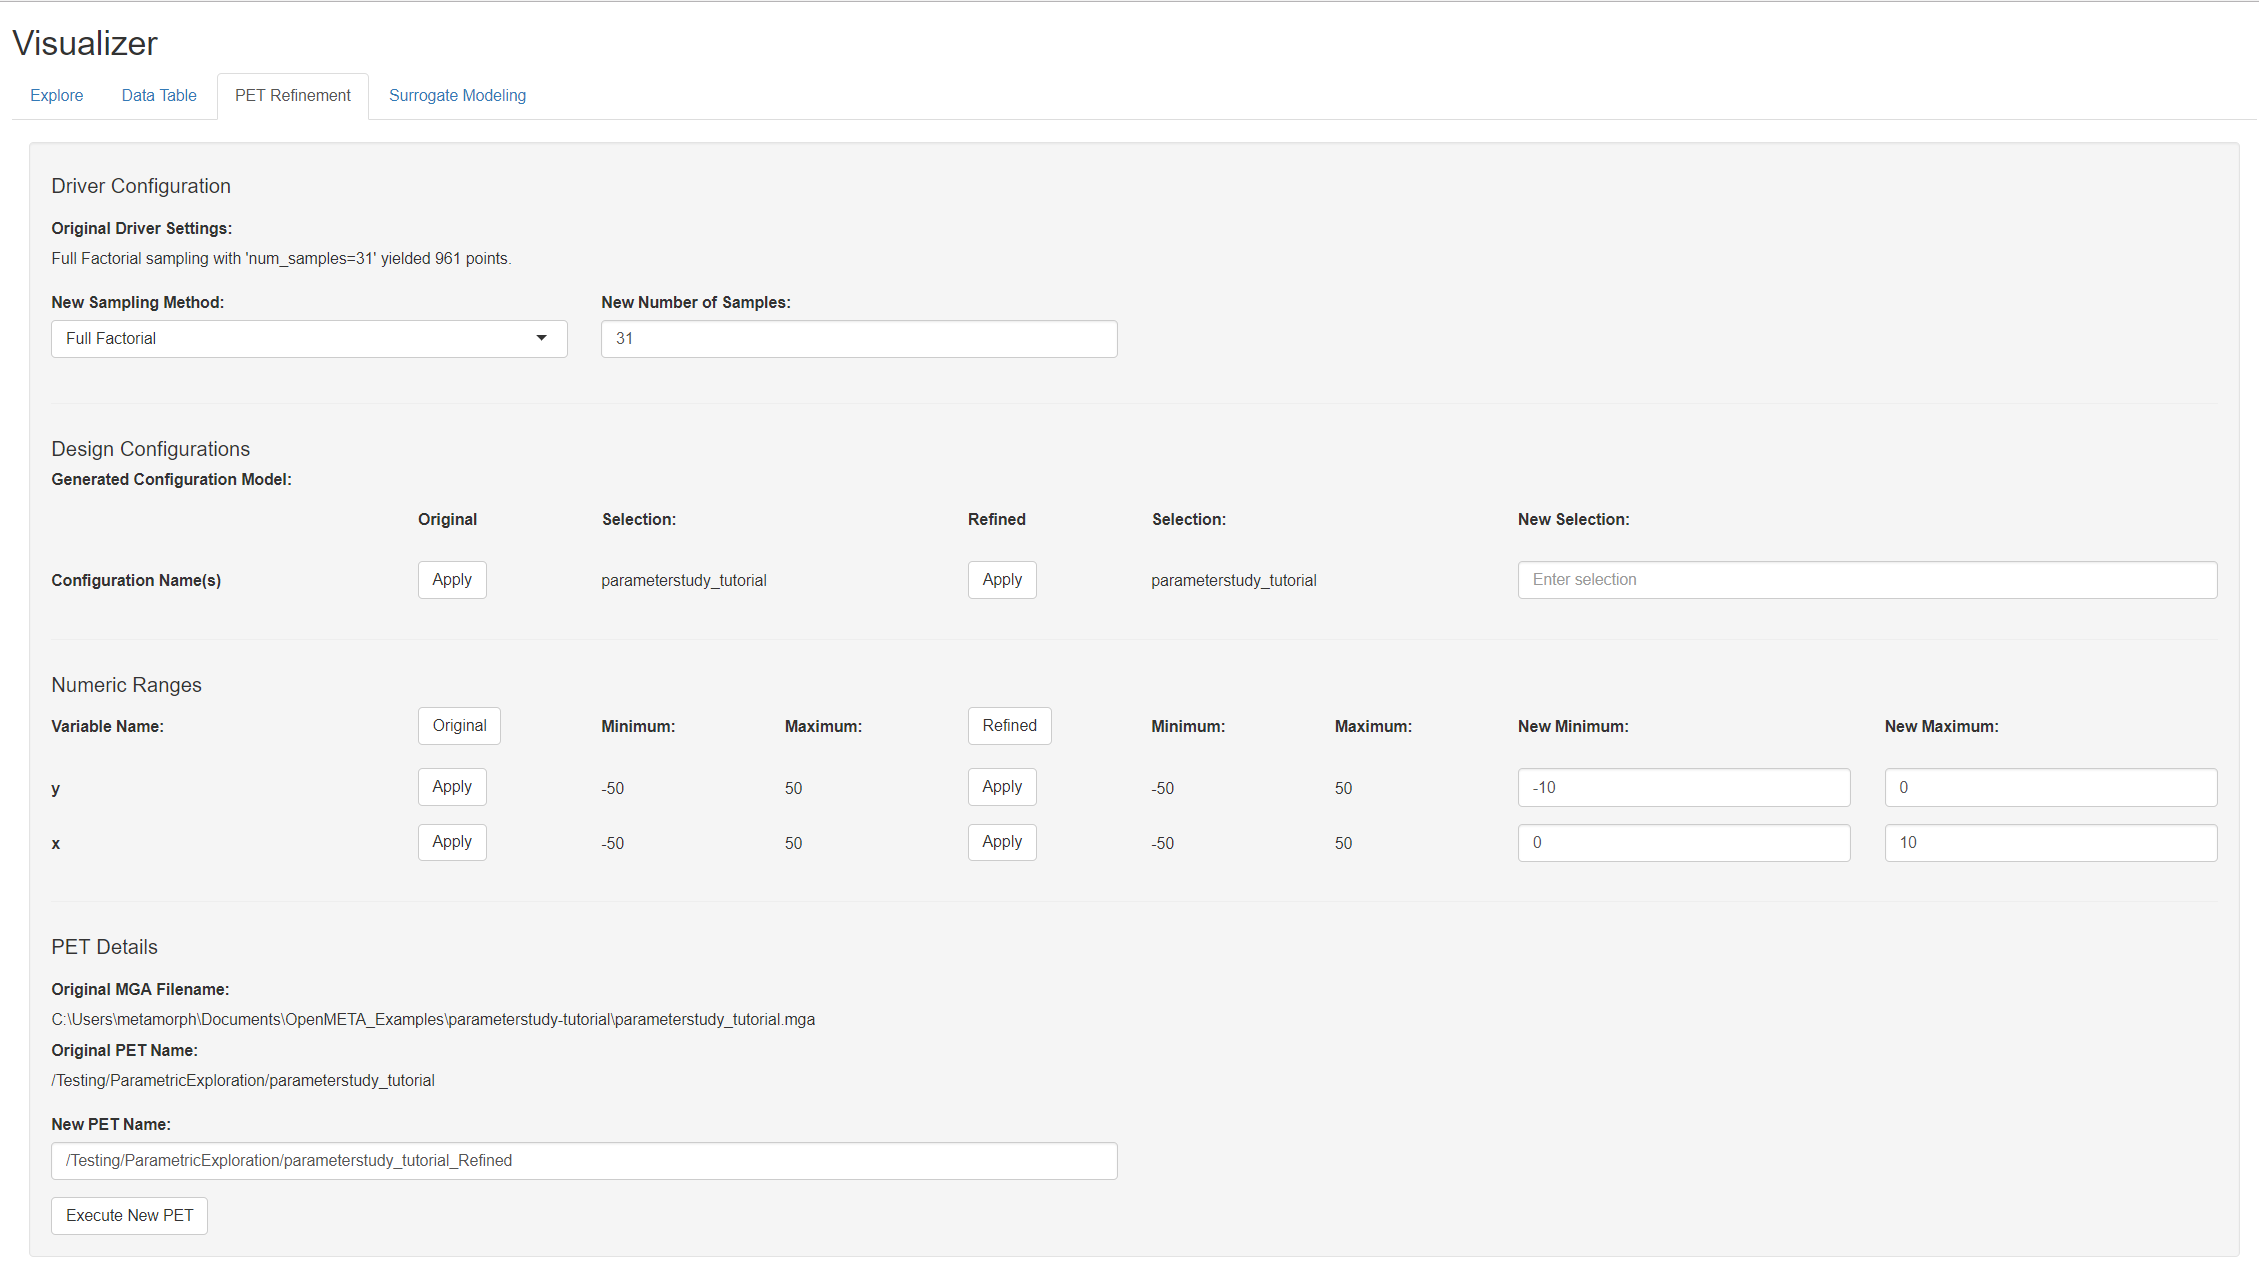 Visualizer
Explore Data Table PET Refinement Surrogate Modeling
Driver Configuration
Original Driver Settings:
Full Factorial sampling with 'num_samples=31' yielded 961 points.
New Sampling Method: New Number of Samples:
Full Factorial 31
Design Configurations
Generated Configuration Model:
Original Selection: Refined Selection: New Selection:
Configuration Name(s) Apply parameterstudy_tutorial Apply parameterstudy_tutorial Enter selection
Numeric Ranges
Variable Name: Original Minimum: Maximum: Refined Minimum: Maximum: New Minimum: New Maximum:
y Apply -50 50 Apply -50 50 -10 0
x Apply -50 50 Apply -50 50 0 10
PET Details
Original MGA Filename:
C:\Users\metamorph\Documents\OpenMETA_Examples\parameterstudy-tutorial\parameterstudy_tutorial.mga
Original PET Name:
/Testing/ParametricExploration/parameterstudy_tutorial
New PET Name:
/Testing/ParametricExploration/parameterstudy_tutorial_Refined
Execute New PET